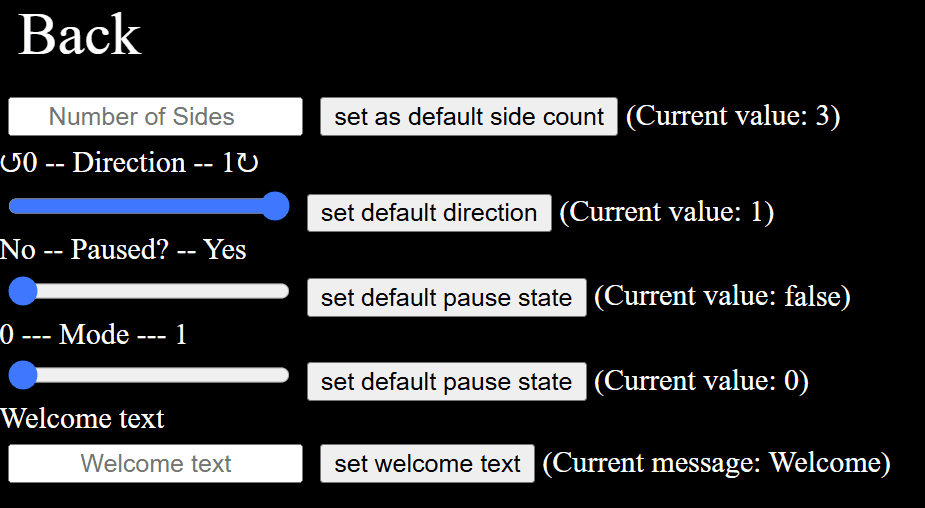 Back
Number of Sides set as default side count (Current value: 3)
↺0 -- Direction -- 1↻
set default direction (Current value: 1)
No -- Paused? -- Yes
set default pause state (Current value: false)
0 --- Mode --- 1
set default pause state (Current value: 0)
Welcome text
Welcome text set welcome text (Current message: Welcome)